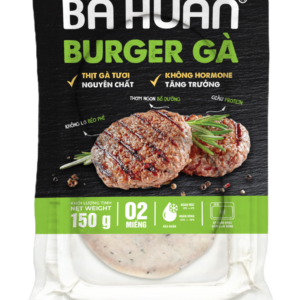 BA HUÂN®
BURGER GÀ
✓ THỊT GÀ TƯƠI
NGUYÊN CHẤT
✓ KHÔNG HORMONE
TĂNG TRƯỞNG
THƠM NGON BỔ DƯỠNG
GIÀU PROTEIN
KHÔNG LO BÉO PHÌ
KHỐI LƯỢNG TỊNH
NET WEIGHT
150 g
02
MIẾNG